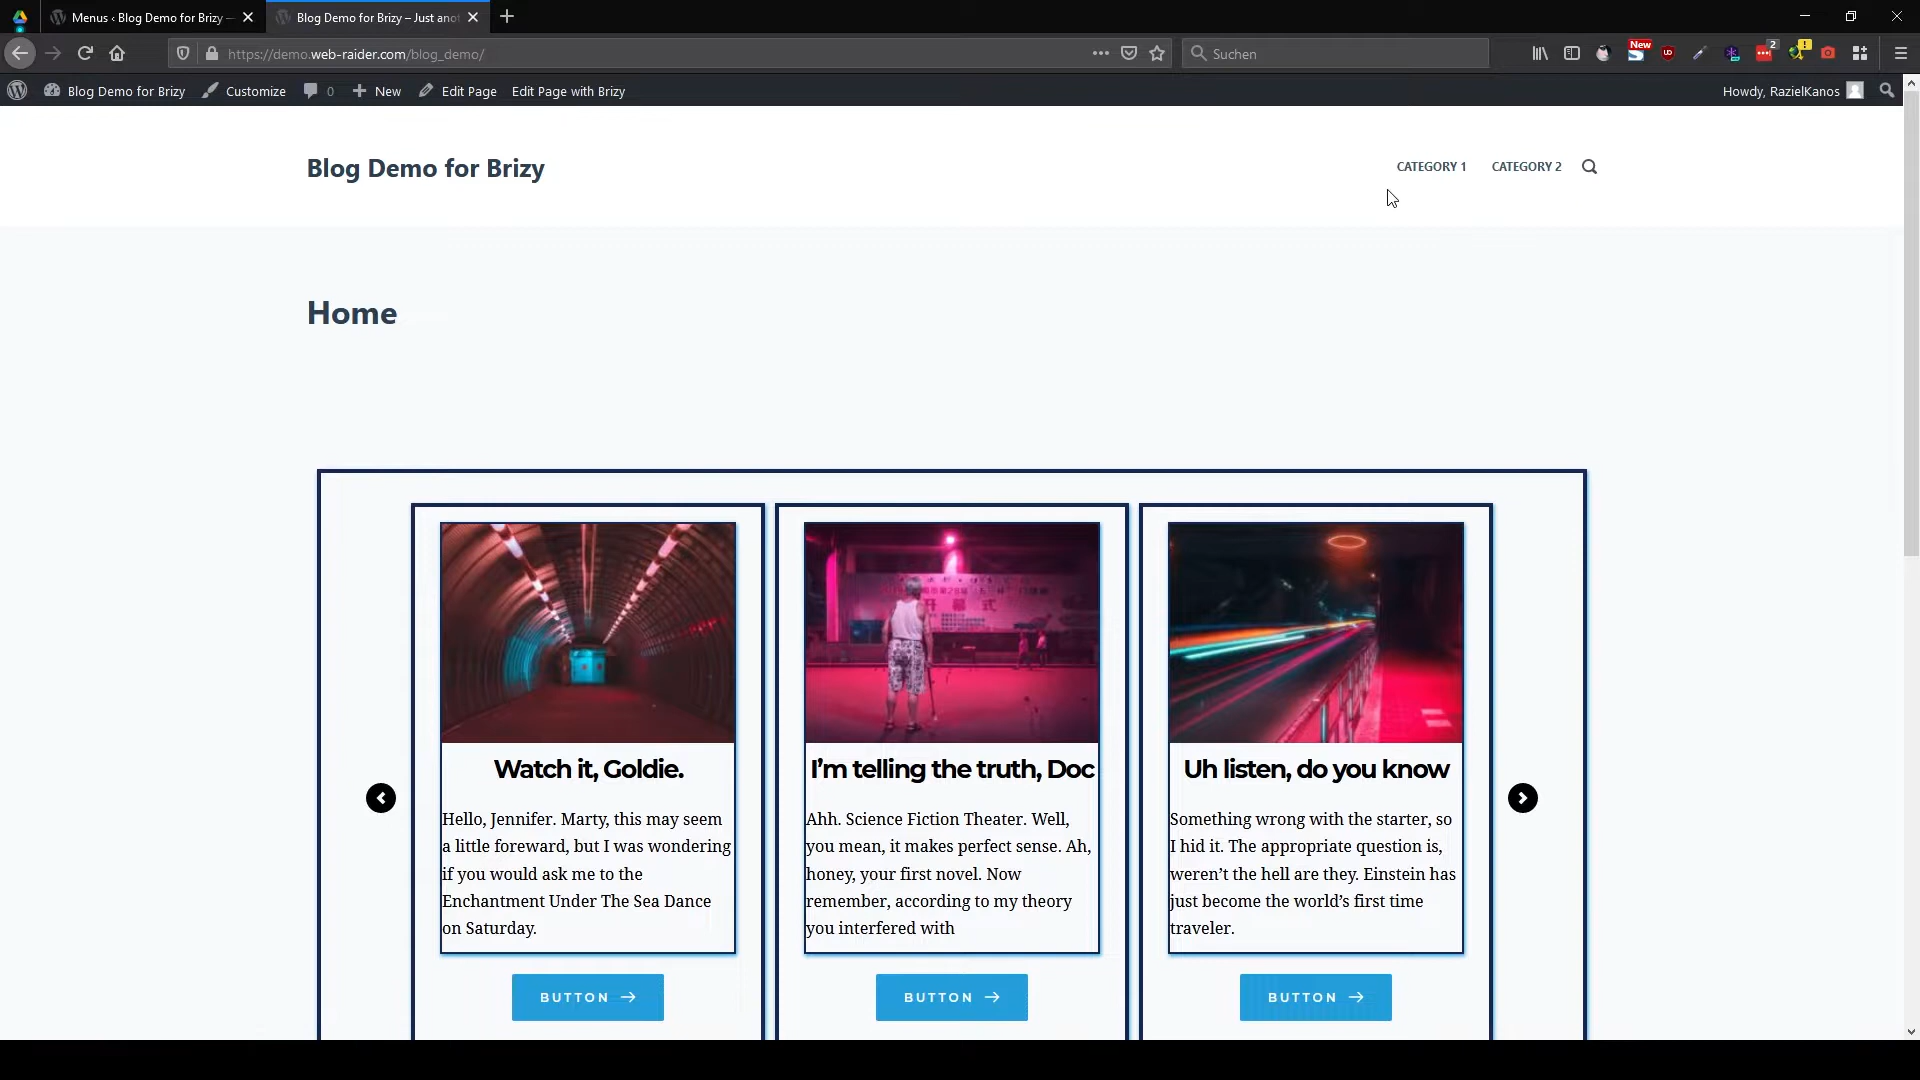 Menus ‹ Blog Demo for Brizy —
Blog Demo for Brizy – Just anot
https://demo.web-raider.com/blog_demo/
Suchen
New
2
Blog Demo for Brizy
Customize
0
New
Edit Page
Edit Page with Brizy
Howdy, RazielKanos
Blog Demo for Brizy
CATEGORY 1
CATEGORY 2
Home
开幕式
Watch it, Goldie.
Hello, Jennifer. Marty, this may seem
a little foreward, but I was wondering
if you would ask me to the
Enchantment Under The Sea Dance
on Saturday.
BUTTON
I’m telling the truth, Doc
Ahh. Science Fiction Theater. Well,
you mean, it makes perfect sense. Ah,
honey, your first novel. Now
remember, according to my theory
you interfered with
BUTTON
Uh listen, do you know
Something wrong with the starter, so
I hid it. The appropriate question is,
weren’t the hell are they. Einstein has
just become the world’s first time
traveler.
BUTTON